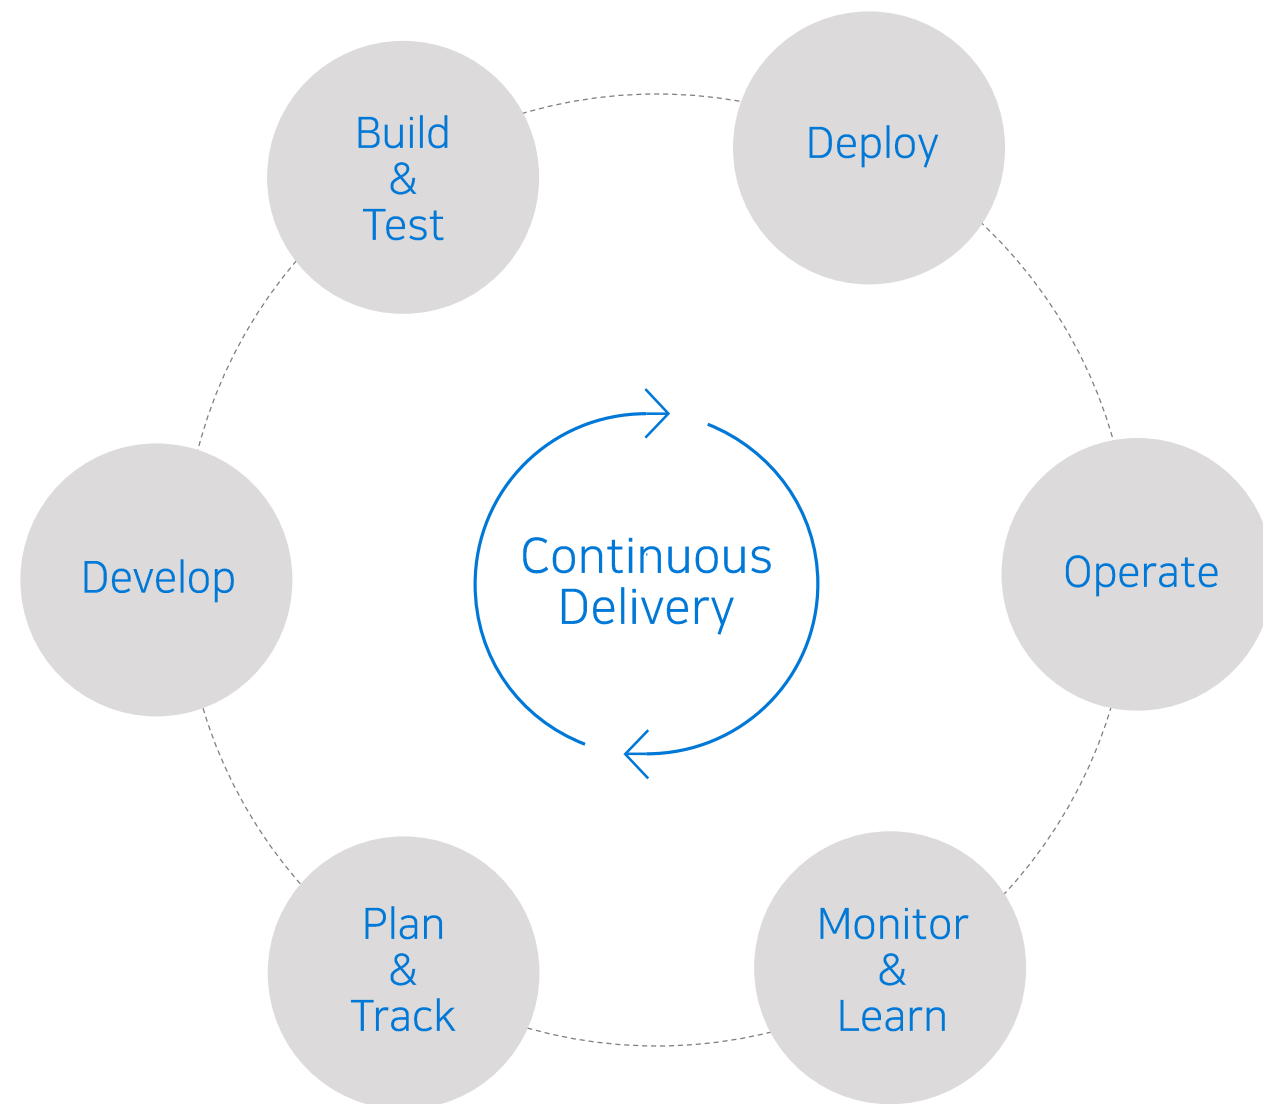 Build
&
Test
Deploy
Develop
Continuous
Delivery
Operate
Plan
&
Track
Monitor
&
Learn